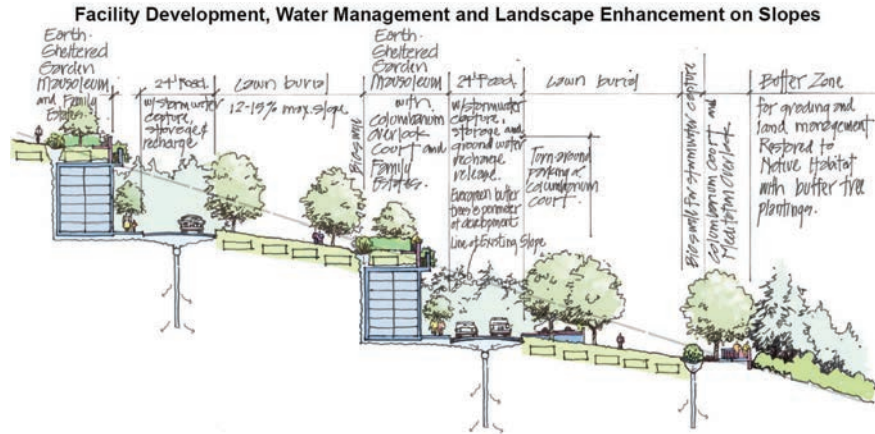 Facility Development, Water Management and Landscape Enhancement on Slopes
Earth-
Sheltered
Garden
Mausoleum
and Family
Estates.
24' Road.
w/stormwater
capture,
storage &
recharge
Lawn burial
12-15% max. slope
Bioswale
Earth-
Sheltered
Garden
Mausoleum
with
columbarium
overlook
Court and
Family
Estates.
24' Road.
w/stormwater
capture,
storage and
ground water
recharge
release.
Evergreen buffer
trees @ perimeter
of development
Line of Existing Slope
Lawn burial
Turn-around
parking @
columbarium
court.
Bioswale for stormwater capture
Columbarium Court and
Meditation Overlook
Buffer Zone
for grading and
land management
Restored to
Native Habitat
with buffer tree
plantings.